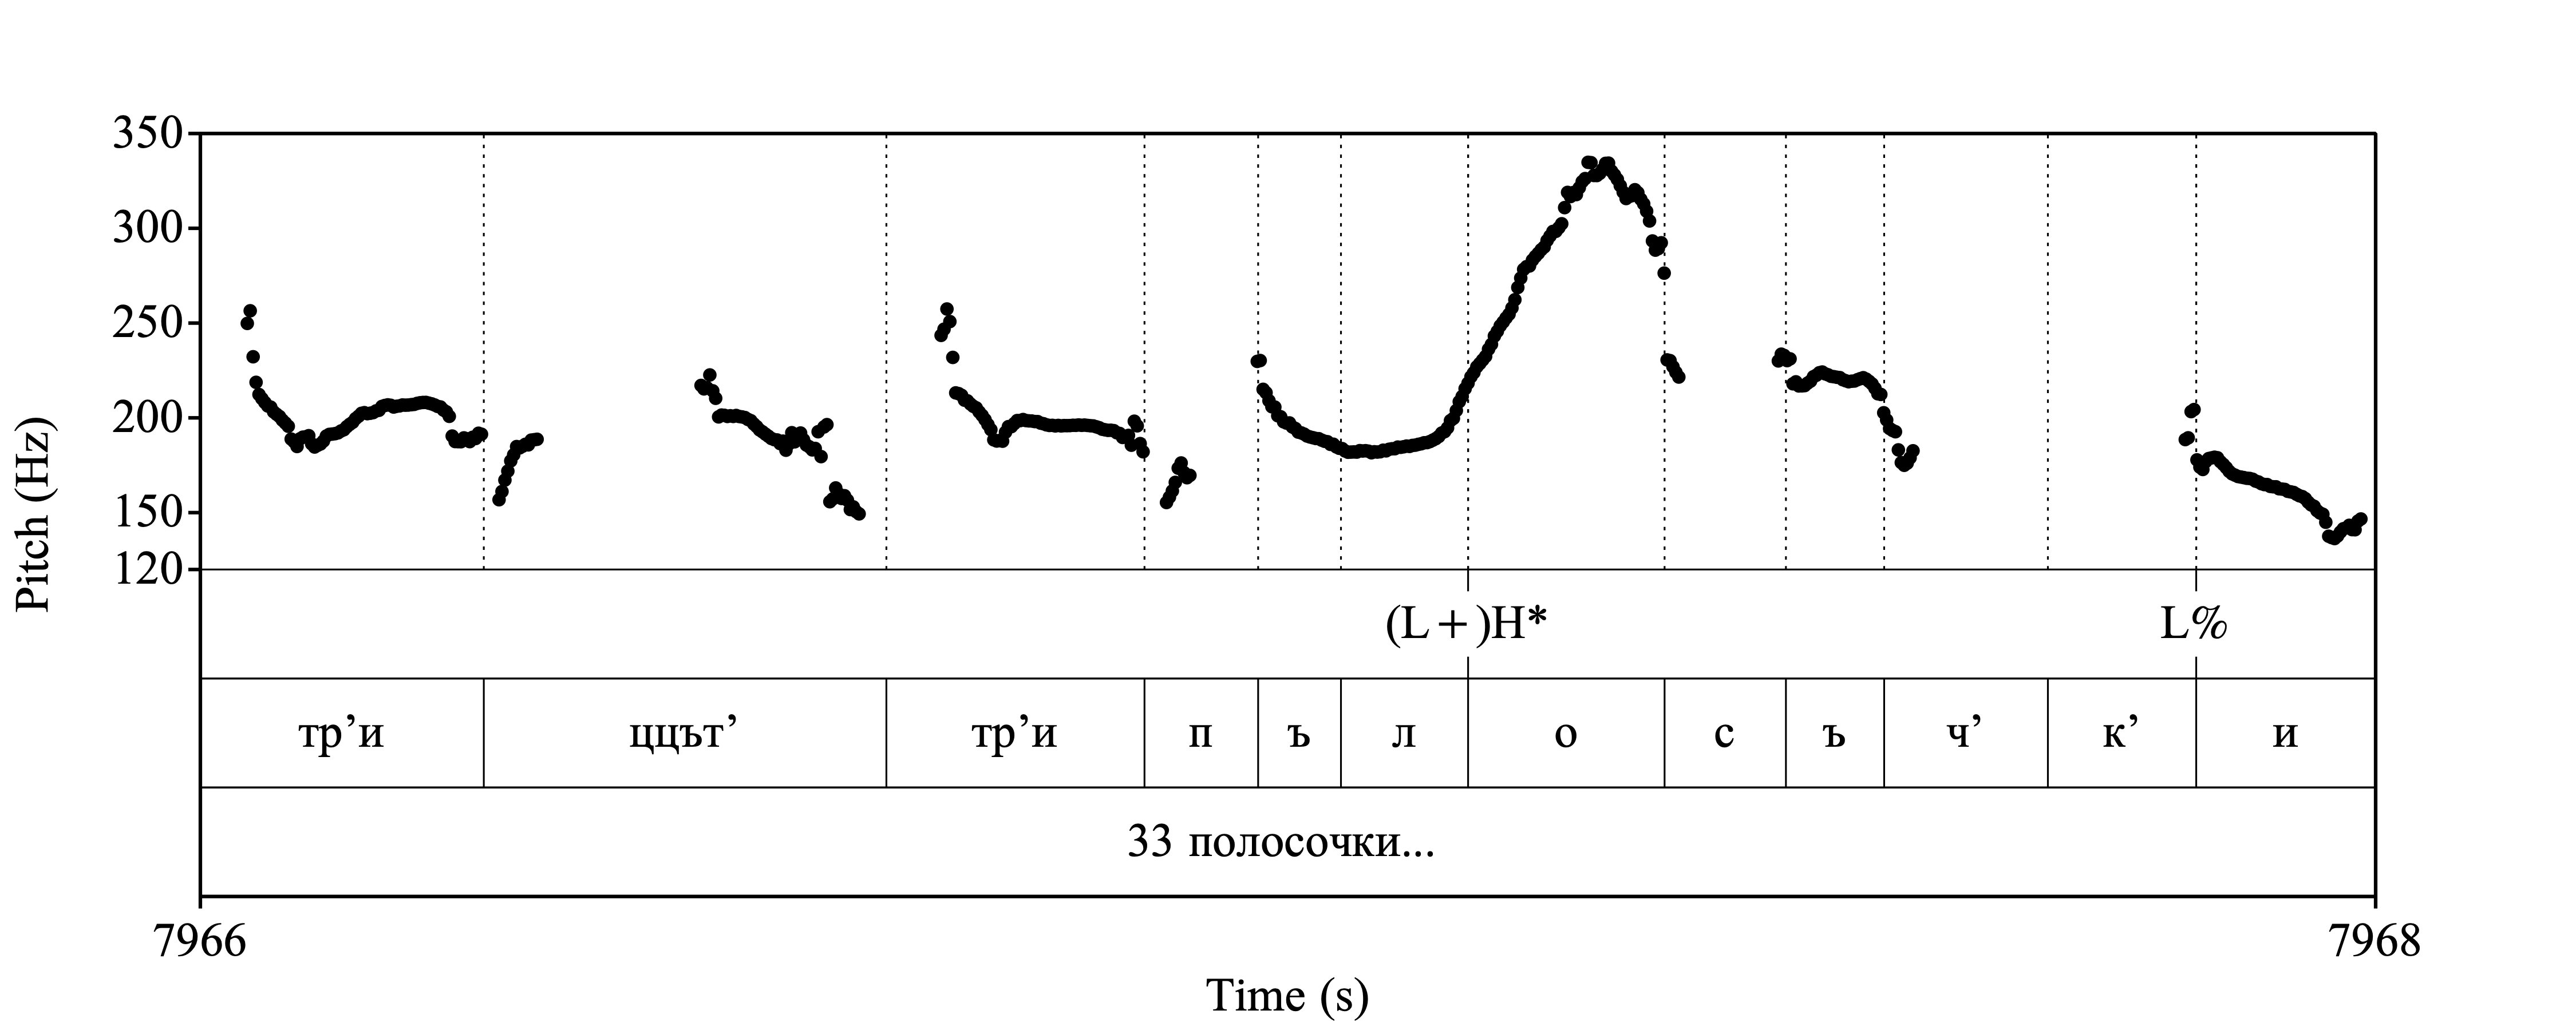 350
300
250
200
150
120
Pitch (Hz)
(L+)H* L%
тр’и ццът’ тр’и п ъ л о с ъ ч’ к’ и
33 полосочки...
7966 7968
Time (s)